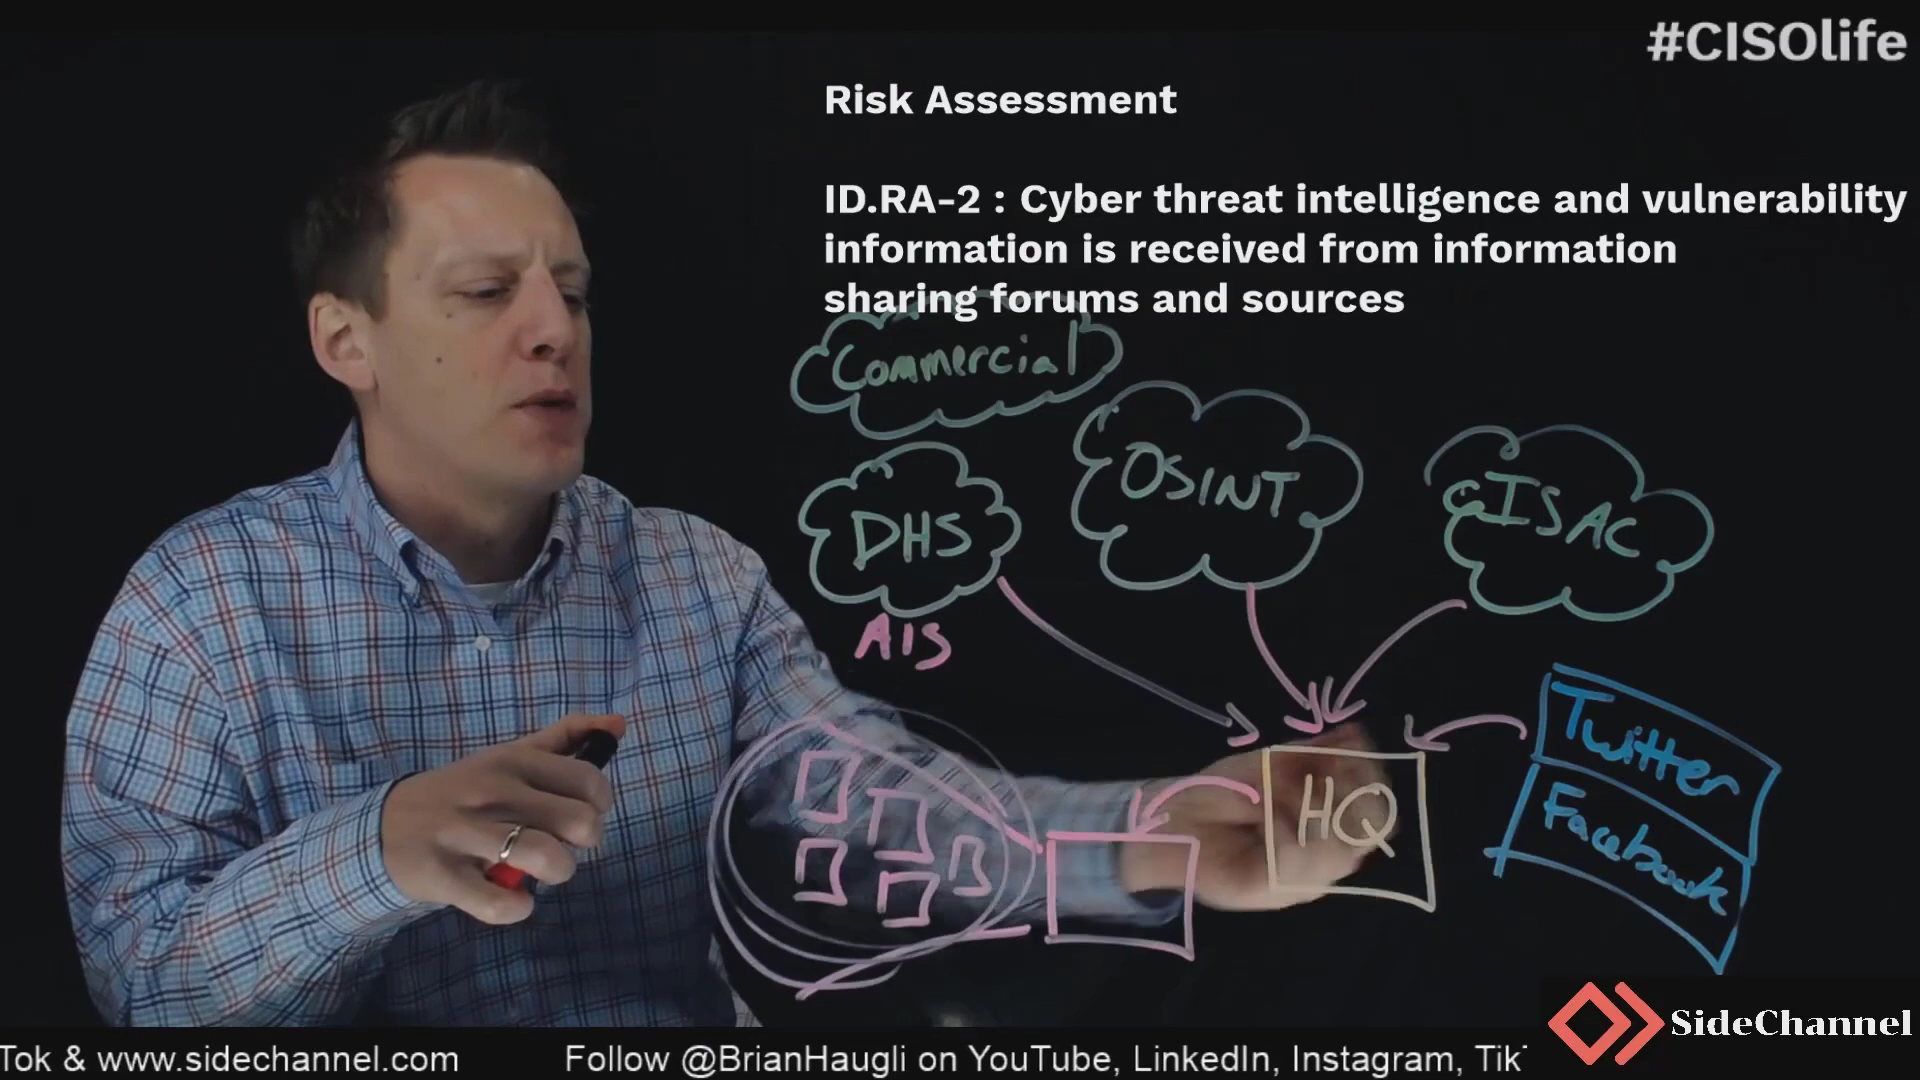 #CISOlife
Risk Assessment
ID.RA-2 : Cyber threat intelligence and vulnerability
information is received from information
sharing forums and sources
Commercial
OSINT
DHS
ISAC
AIS
Twitter
Facebook
HQ
SideChannel
Tok & www.sidechannel.com
Follow @BrianHaugli on YouTube, LinkedIn, Instagram, Tik